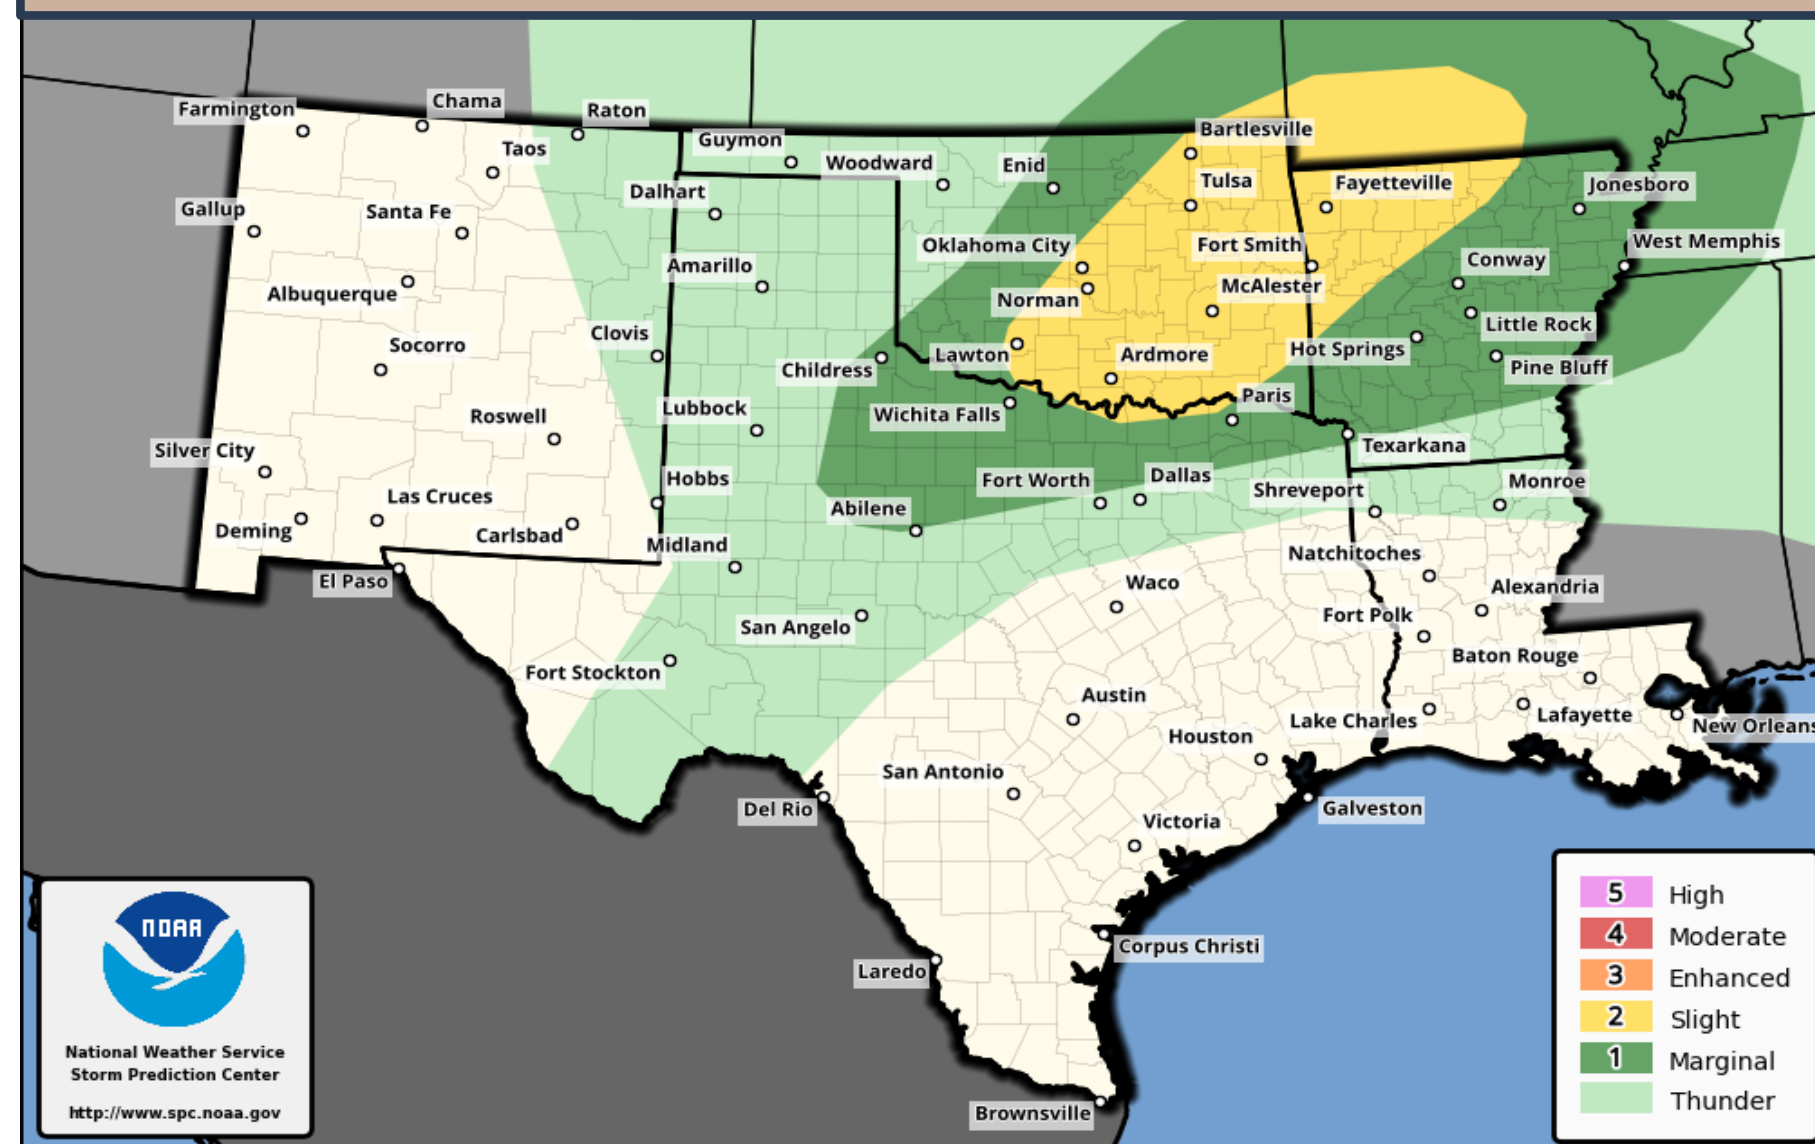 Farmington
Chama
Raton
Taos
Guymon
Woodward
Enid
Bartlesville
Tulsa
Fayetteville
Jonesboro
Dalhart
Gallup
Santa Fe
Oklahoma City
Fort Smith
West Memphis
Amarillo
Conway
Albuquerque
Norman
McAlester
Clovis
Socorro
Little Rock
Childress
Lawton
Ardmore
Hot Springs
Pine Bluff
Lubbock
Roswell
Wichita Falls
Paris
Silver City
Texarkana
Hobbs
Las Cruces
Fort Worth
Dallas
Shreveport
Monroe
Abilene
Deming
Carlsbad
Midland
El Paso
Natchitoches
Waco
Alexandria
San Angelo
Fort Polk
Fort Stockton
Baton Rouge
Austin
Lake Charles
Lafayette
New Orleans
Houston
San Antonio
Del Rio
Galveston
Victoria
Corpus Christi
Laredo
Brownsville
NOAA
National Weather Service
Storm Prediction Center
http://www.spc.noaa.gov
5 High
4 Moderate
3 Enhanced
2 Slight
1 Marginal
Thunder